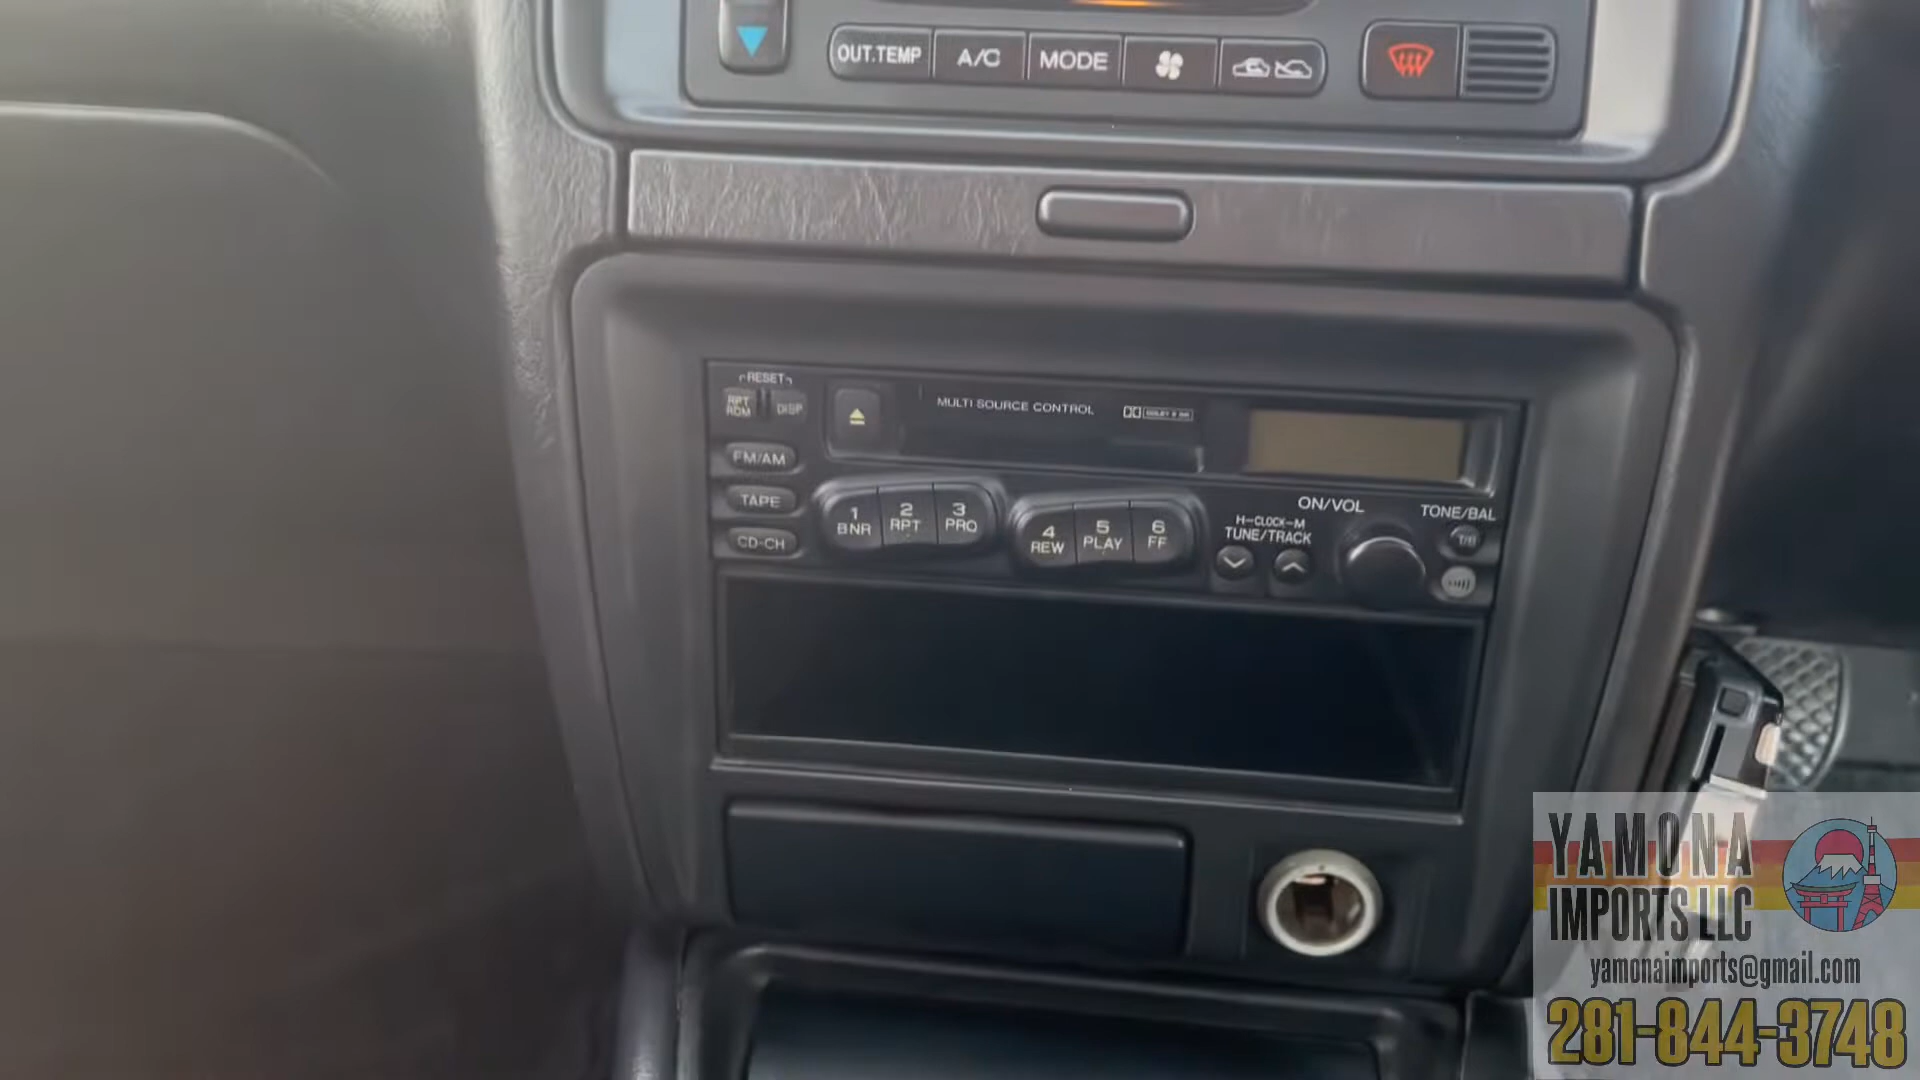 OUT.TEMP
A/C
MODE
RESET
RPT
RDM
DISP
MULTI SOURCE CONTROL
FM/AM
TAPE
CD-CH
1
BNR
2
RPT
3
PRO
4
REW
5
PLAY
6
FF
H-CLOCK-M
TUNE/TRACK
ON/VOL
TONE/BAL
T/B
YAMONA
IMPORTS LLC
yamonaimports@gmail.com
281-844-3748